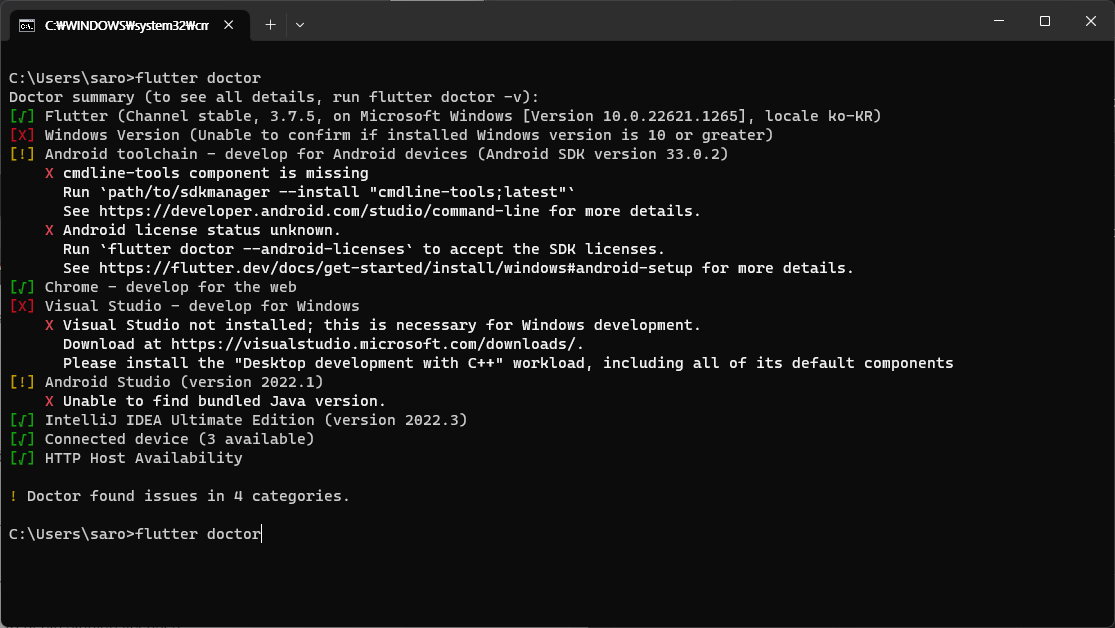 C:₩WINDOWS₩system32₩cm
C:\Users\saro>flutter doctor
Doctor summary (to see all details, run flutter doctor -v):
[√] Flutter (Channel stable, 3.7.5, on Microsoft Windows [Version 10.0.22621.1265], locale ko-KR)
[X] Windows Version (Unable to confirm if installed Windows version is 10 or greater)
[!] Android toolchain - develop for Android devices (Android SDK version 33.0.2)
X cmdline-tools component is missing
Run `path/to/sdkmanager --install "cmdline-tools;latest"`
See https://developer.android.com/studio/command-line for more details.
X Android license status unknown.
Run `flutter doctor --android-licenses` to accept the SDK licenses.
See https://flutter.dev/docs/get-started/install/windows#android-setup for more details.
[√] Chrome - develop for the web
[X] Visual Studio - develop for Windows
X Visual Studio not installed; this is necessary for Windows development.
Download at https://visualstudio.microsoft.com/downloads/.
Please install the "Desktop development with C++" workload, including all of its default components
[!] Android Studio (version 2022.1)
X Unable to find bundled Java version.
[√] IntelliJ IDEA Ultimate Edition (version 2022.3)
[√] Connected device (3 available)
[√] HTTP Host Availability
! Doctor found issues in 4 categories.
C:\Users\saro>flutter doctor